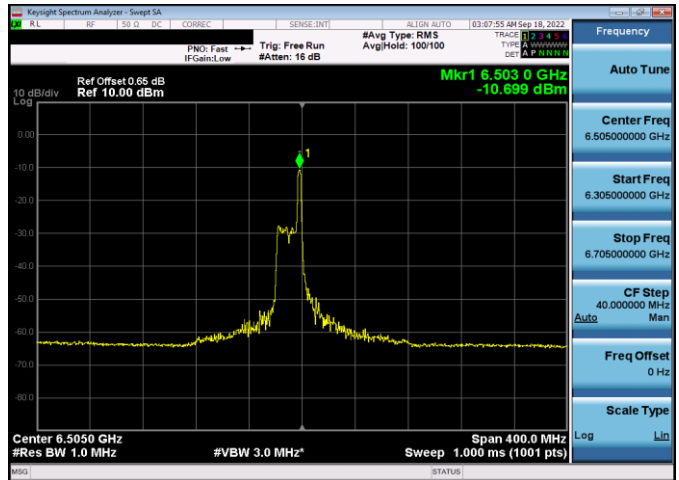 Keysight Spectrum Analyzer - Swept SA
RL RF 50 Ω DC CORREC SENSE:INT ALIGN AUTO 03:07:55 AM Sep 18, 2022
PNO: Fast
IFGain:Low
Trig: Free Run
#Atten: 16 dB
#Avg Type: RMS
Avg|Hold: 100/100
TRACE 1 2 3 4 5 6
TYPE A WWWWW
DET A P N N N N
Mkr1 6.503 0 GHz
-10.699 dBm
Ref Offset 0.65 dB
10 dB/div Ref 10.00 dBm
Log
1
0.00
-10.0
-20.0
-30.0
-40.0
-50.0
-60.0
-70.0
-80.0
Center 6.5050 GHz Span 400.0 MHz
#Res BW 1.0 MHz #VBW 3.0 MHz* Sweep 1.000 ms (1001 pts)
MSG STATUS
Frequency
Auto Tune
Center Freq
6.505000000 GHz
Start Freq
6.305000000 GHz
Stop Freq
6.705000000 GHz
CF Step
40.000000 MHz
Auto Man
Freq Offset
0 Hz
Scale Type
Log Lin